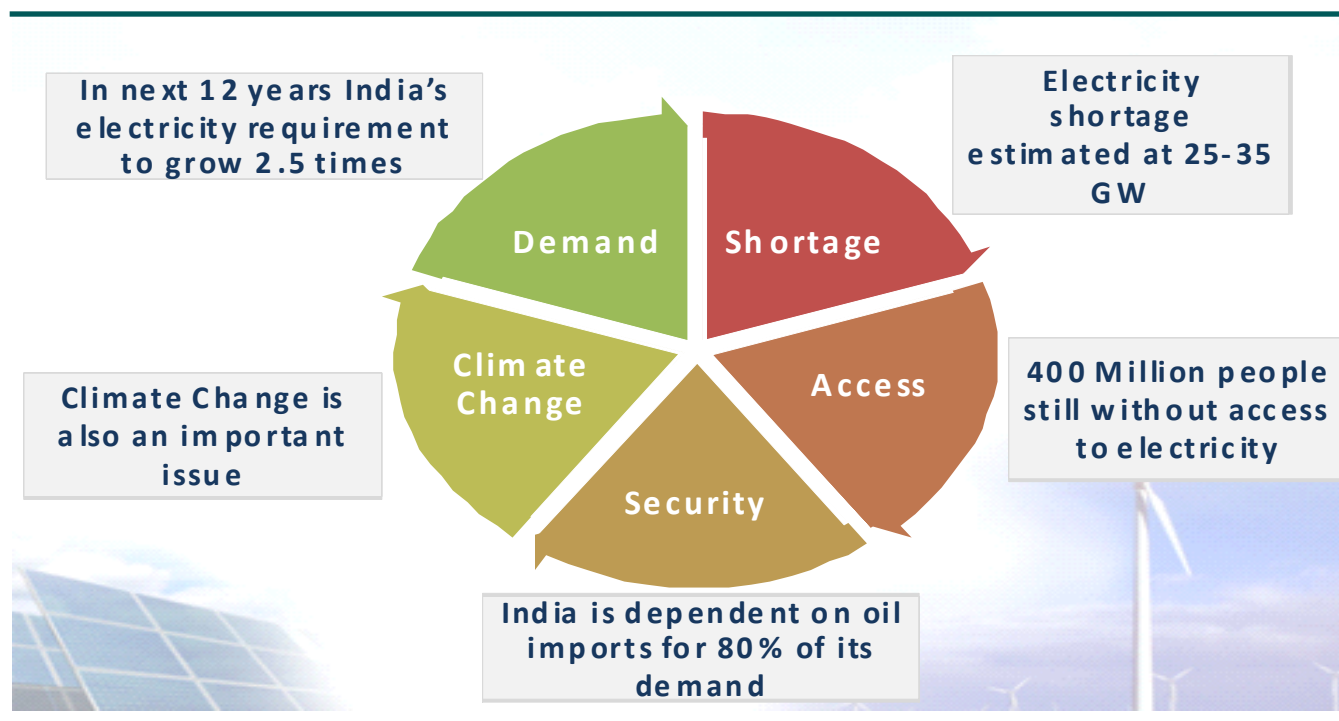 In next 12 years India's
electricity requirement
to grow 2.5 times
Electricity
shortage
estimated at 25-35
GW
Demand
Shortage
Climate
Change
Access
Climate Change is
also an important
issue
400 Million people
still without access
to electricity
Security
India is dependent on oil
imports for 80% of its
demand